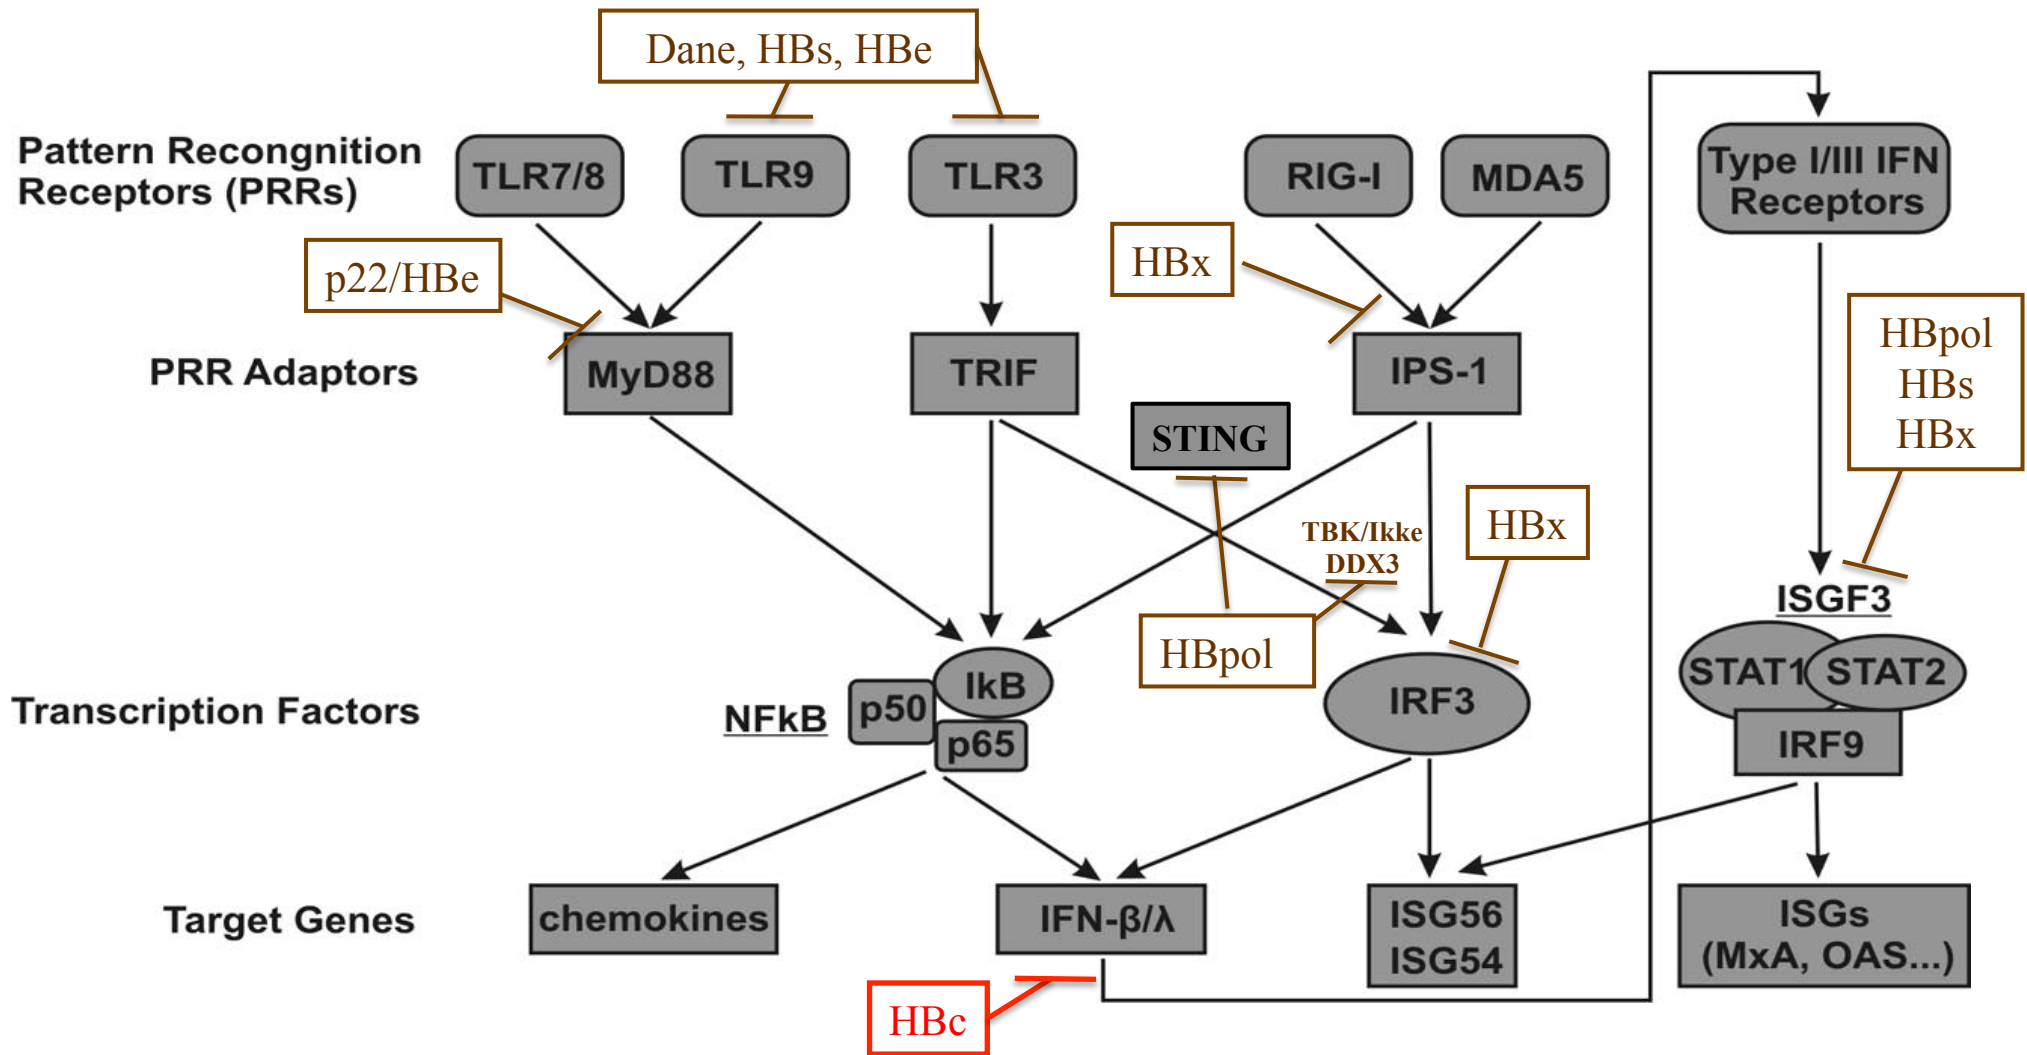 Dane, HBs, HBe
Pattern Recongnition
Receptors (PRRs)
TLR7/8
TLR9
TLR3
RIG-I
MDA5
Type I/III IFN
Receptors
p22/HBe
HBx
PRR Adaptors
MyD88
TRIF
IPS-1
HBpol
HBs
HBx
STING
TBK/Ikke
DDX3
HBx
HBpol
ISGF3
Transcription Factors
NFkB
p50
IkB
p65
IRF3
STAT1
STAT2
IRF9
Target Genes
chemokines
IFN-β/λ
ISG56
ISG54
ISGs
(MxA, OAS...)
HBc